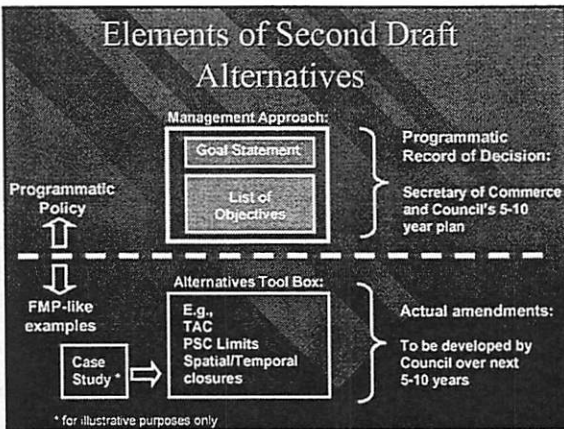 Elements of Second Draft
Alternatives
Management Approach:
Goal Statement
List of
Objectives
Programmatic
Record of Decision:
Secretary of Commerce
and Council's 5-10
year plan
Programmatic
Policy
FMP-like
examples
Alternatives Tool Box:
E.g.,
TAC
PSC Limits
Spatial/Temporal
closures
Case
Study *
Actual amendments:
To be developed by
Council over next
5-10 years
* for illustrative purposes only